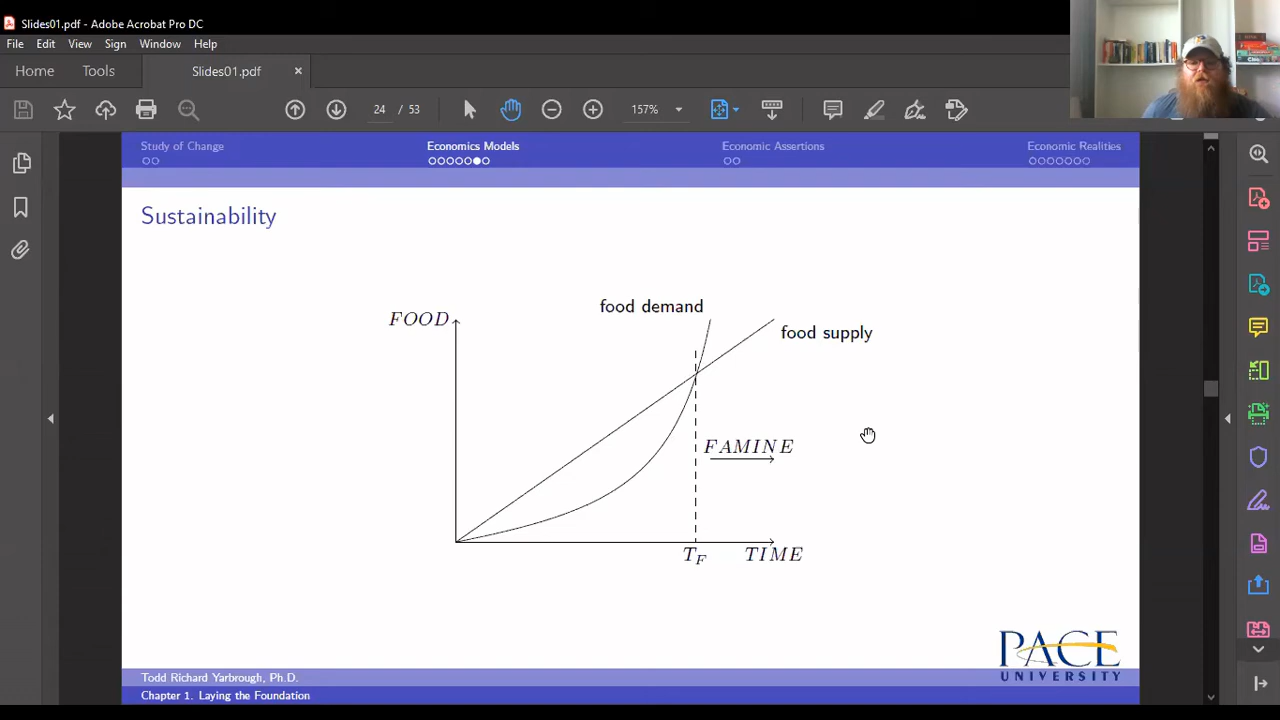 Slides01.pdf - Adobe Acrobat Pro DC
File Edit View Sign Window Help
Home Tools Slides01.pdf ×
24 / 53 157%
Study of Change Economics Models Economic Assertions Economic Realities
Sustainability
food demand
FOOD
food supply
FAMINE
T_F TIME
PACE
UNIVERSITY
Todd Richard Yarbrough, Ph.D.
Chapter 1. Laying the Foundation